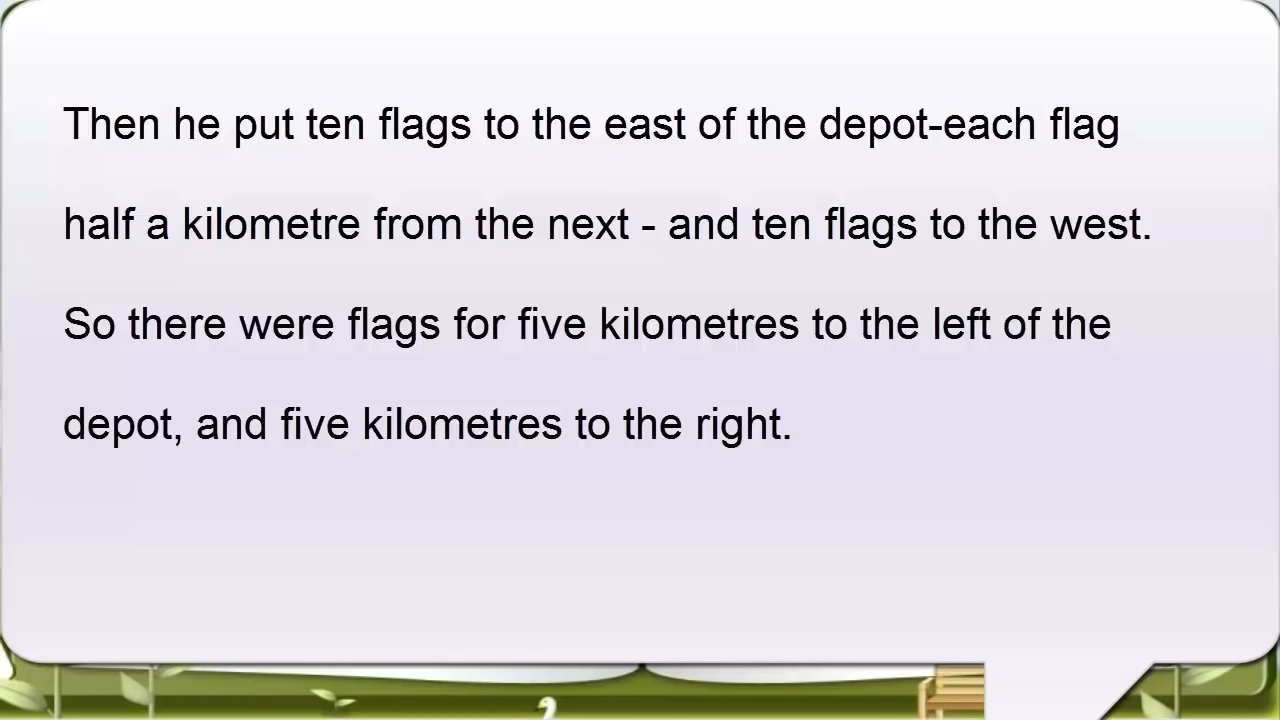 Then he put ten flags to the east of the depot-each flag
half a kilometre from the next - and ten flags to the west.
So there were flags for five kilometres to the left of the
depot, and five kilometres to the right.